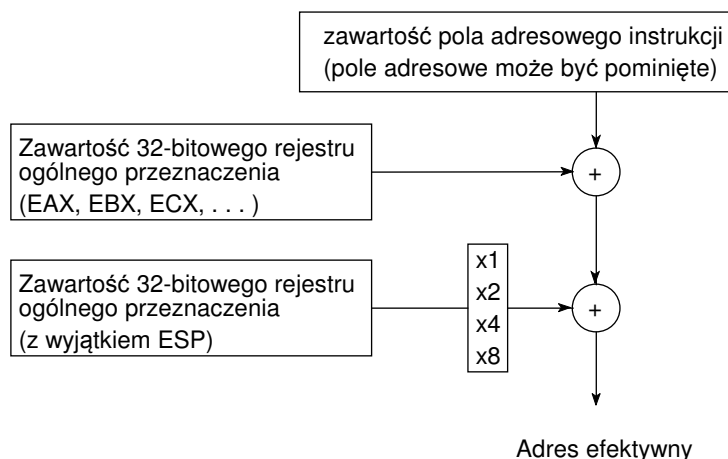 zawartość pola adresowego instrukcji
(pole adresowe może być pominięte)
Zawartość 32-bitowego rejestru
ogólnego przeznaczenia
(EAX, EBX, ECX, . . . )
+
Zawartość 32-bitowego rejestru
ogólnego przeznaczenia
(z wyjątkiem ESP)
x1
x2
x4
x8
+
Adres efektywny